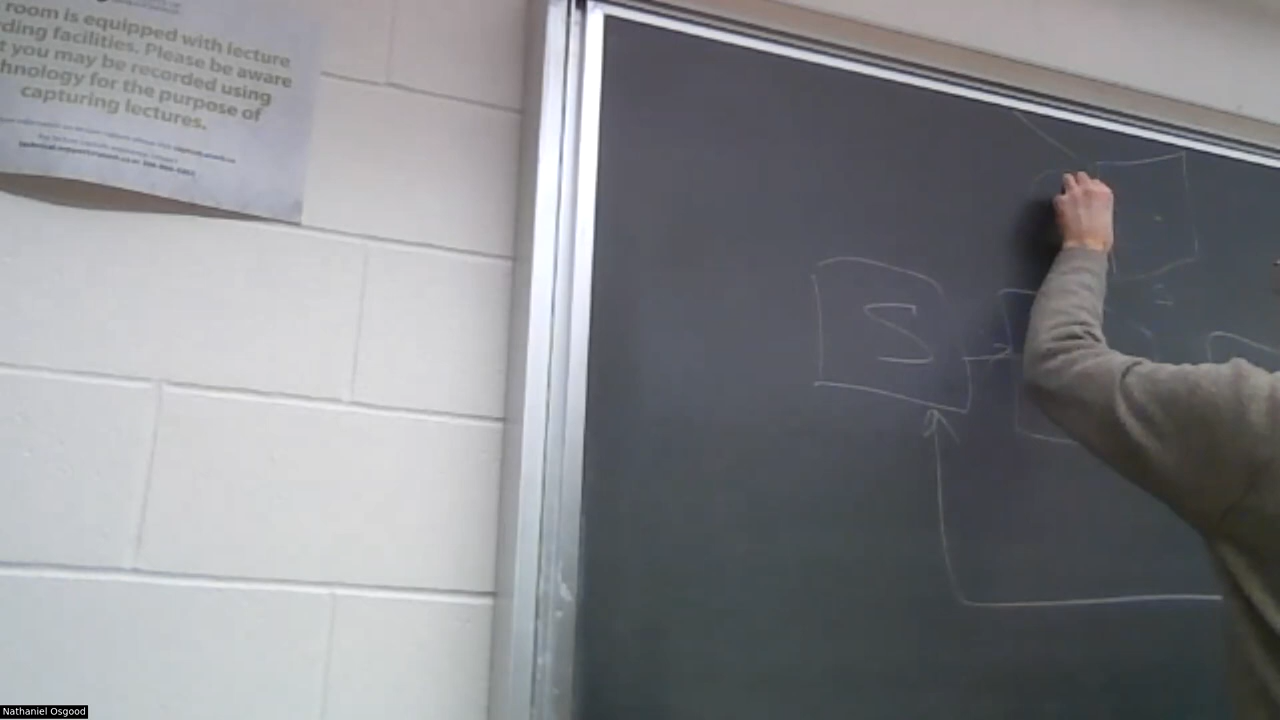 room is equipped with lecture
ding facilities. Please be aware
t you may be recorded using
hnology for the purpose of
capturing lectures.
S
Nathaniel Osgood